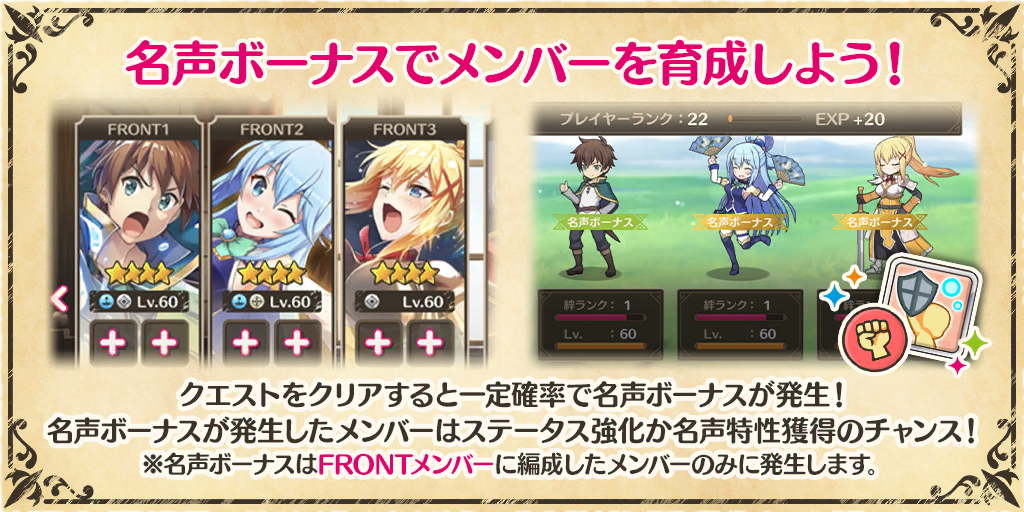 名声ボーナスでメンバーを育成しよう!
FRONT1
FRONT2
FRONT3
Lv.60
Lv.60
Lv.60
プレイヤーランク：22
EXP +20
名声ボーナス
名声ボーナス
名声ボーナス
絆ランク： 1
絆ランク： 1
Lv. : 60
Lv. : 60
クエストをクリアすると一定確率で名声ボーナスが発生!
名声ボーナスが発生したメンバーはステータス強化か名声特性獲得のチャンス!
※名声ボーナスはFRONTメンバーに編成したメンバーのみに発生します。